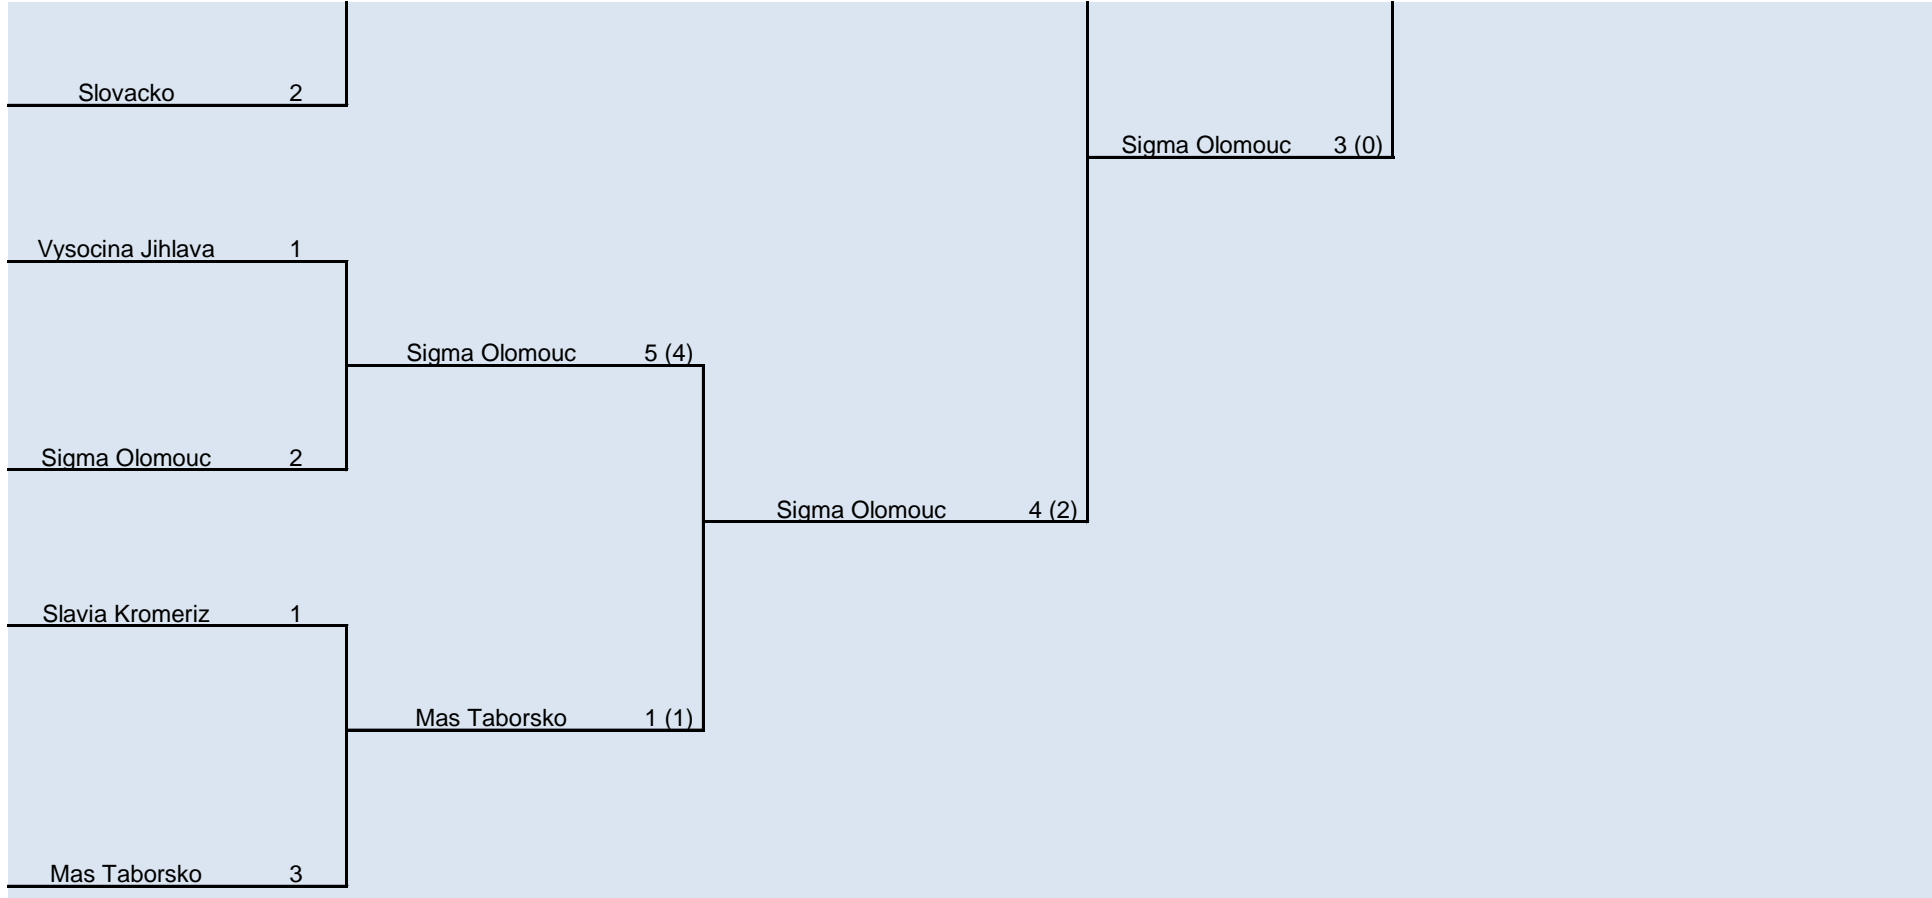 Slovacko 2
Sigma Olomouc 3 (0)
Vysocina Jihlava 1
Sigma Olomouc 5 (4)
Sigma Olomouc 2
Sigma Olomouc 4 (2)
Slavia Kromeriz 1
Mas Taborsko 1 (1)
Mas Taborsko 3